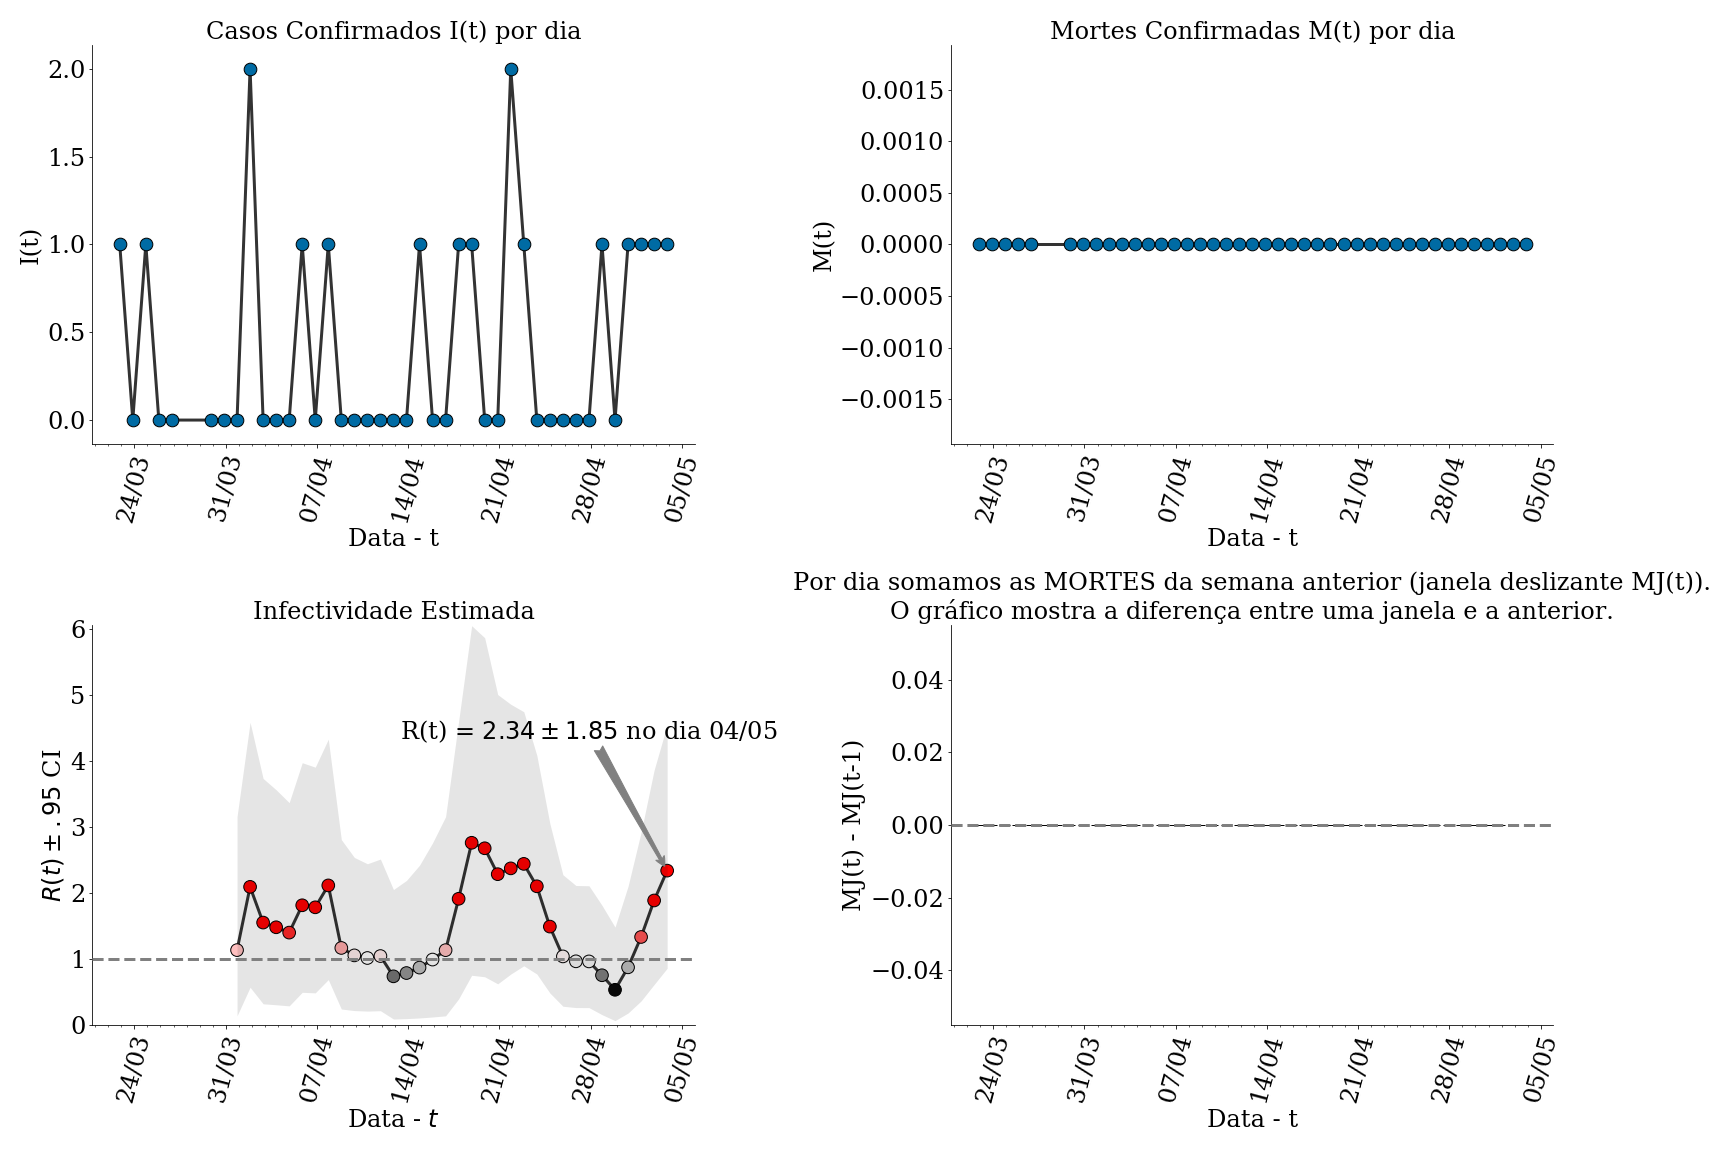 Casos Confirmados I(t) por dia
2.0
1.5
1.0
0.5
0.0
I(t)
24/03 31/03 07/04 14/04 21/04 28/04 05/05
Data - t
Mortes Confirmadas M(t) por dia
0.0015
0.0010
0.0005
0.0000
−0.0005
−0.0010
−0.0015
M(t)
24/03 31/03 07/04 14/04 21/04 28/04 05/05
Data - t
Infectividade Estimada
6
5
4
3
2
1
0
R(t) ± .95 CI
R(t) = 2.34 ± 1.85 no dia 04/05
24/03 31/03 07/04 14/04 21/04 28/04 05/05
Data - t
Por dia somamos as MORTES da semana anterior (janela deslizante MJ(t)).
O gráfico mostra a diferença entre uma janela e a anterior.
0.04
0.02
0.00
−0.02
−0.04
MJ(t) - MJ(t-1)
24/03 31/03 07/04 14/04 21/04 28/04 05/05
Data - t